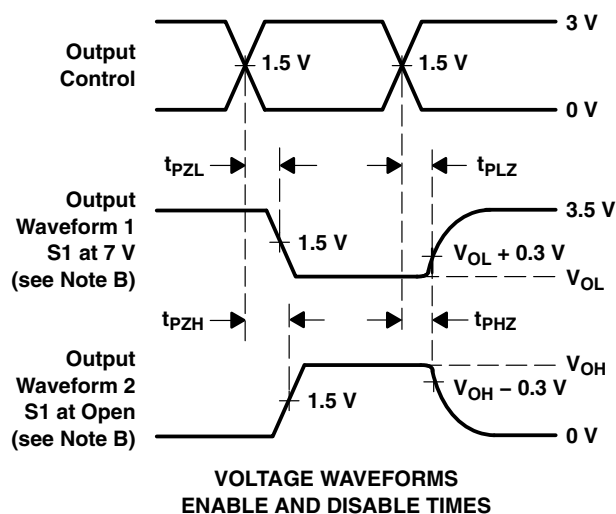 3 V
Output
Control
1.5 V
1.5 V
0 V
tPZL
tPLZ
Output
Waveform 1
S1 at 7 V
(see Note B)
3.5 V
1.5 V
VOL + 0.3 V
VOL
tPZH
tPHZ
Output
Waveform 2
S1 at Open
(see Note B)
VOH
VOH – 0.3 V
1.5 V
0 V
VOLTAGE WAVEFORMS
ENABLE AND DISABLE TIMES